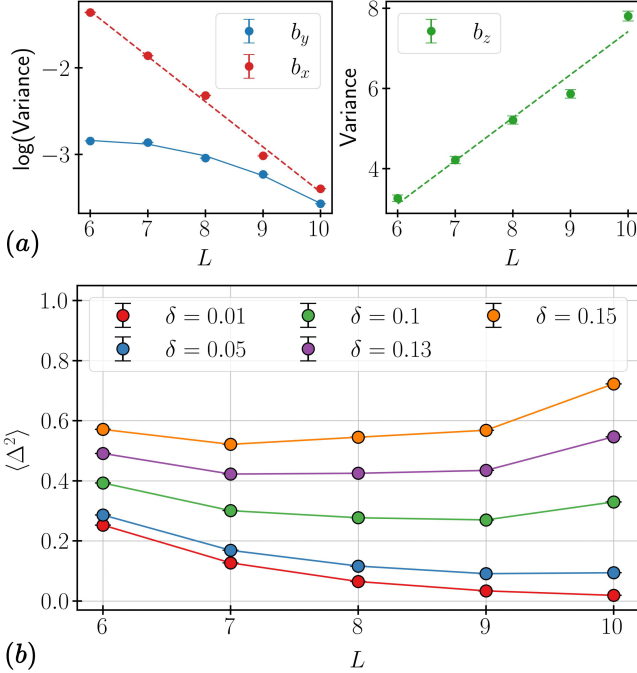 log(Variance)
−2
−3
b_y
b_x
6 7 8 9 10
L
Variance
8
6
4
b_z
6 7 8 9 10
L
(a)
⟨Δ²⟩
1.0
0.8
0.6
0.4
0.2
0.0
δ = 0.01 δ = 0.1 δ = 0.15
δ = 0.05 δ = 0.13
6 7 8 9 10
L
(b)